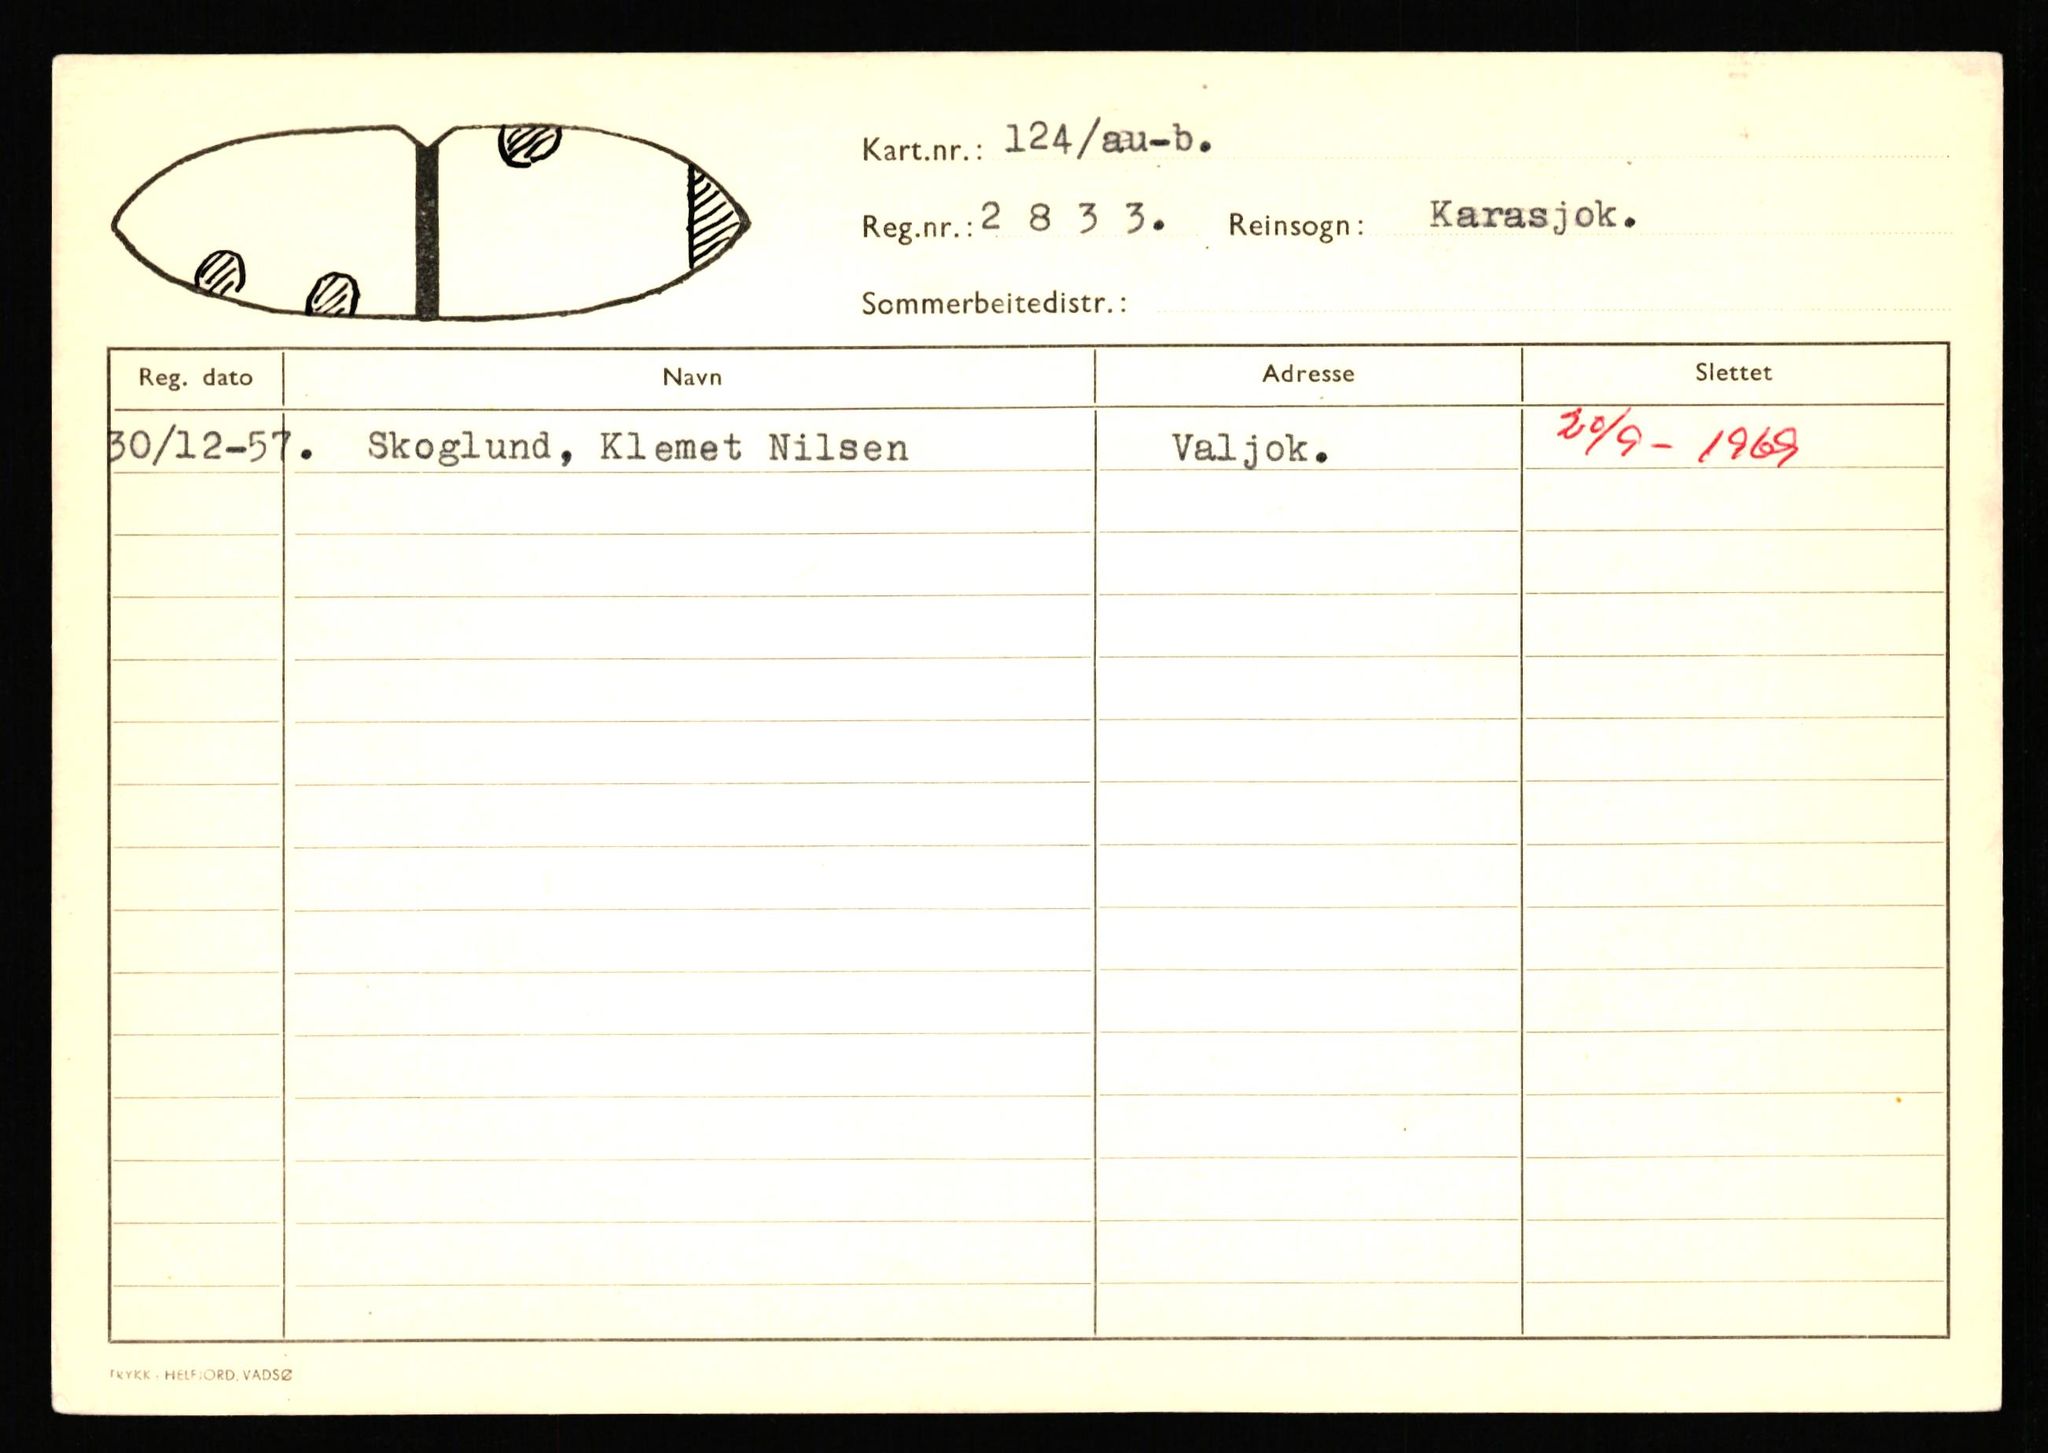 Kart.nr.: 124/au-b.
Reg.nr.: 2 8 3 3. Reinsogn: Karasjok.
Sommerbeitedistr.:
Reg. dato Navn Adresse Slettet
30/12-57. Skoglund, Klemet Nilsen Valjok. 20/9 - 1969
TRYKK · HELFJORD, VADSØ